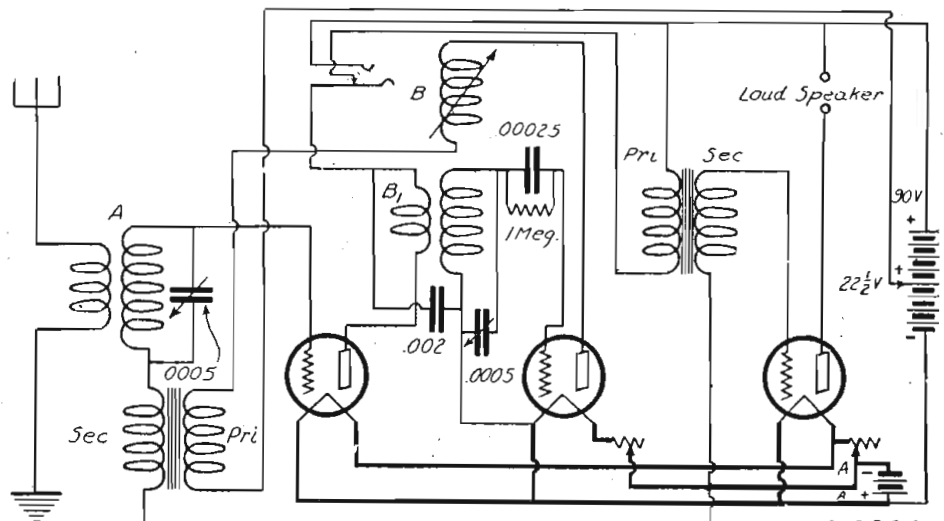 B
Loud Speaker
.00025
Pri
Sec
90V
+
A
B1
1Meg.
+
22½V
.002
.0005
-
.0005
Sec
Pri
A
-
A
+